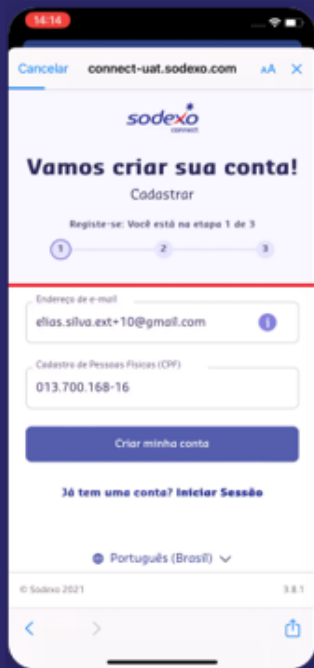 14:14
Cancelar connect-uat.sodexo.com AA
sodexo
connect
Vamos criar sua conta!
Cadastrar
Registe-se: Você está na etapa 1 de 3
1 2 3
Endereço de e-mail
elias.silva.ext+10@gmail.com
Cadastro de Pessoas Físicas (CPF)
013.700.168-16
Criar minha conta
Já tem uma conta? Iniciar Sessão
Português (Brasil)
© Sodexo 2021 3.8.1